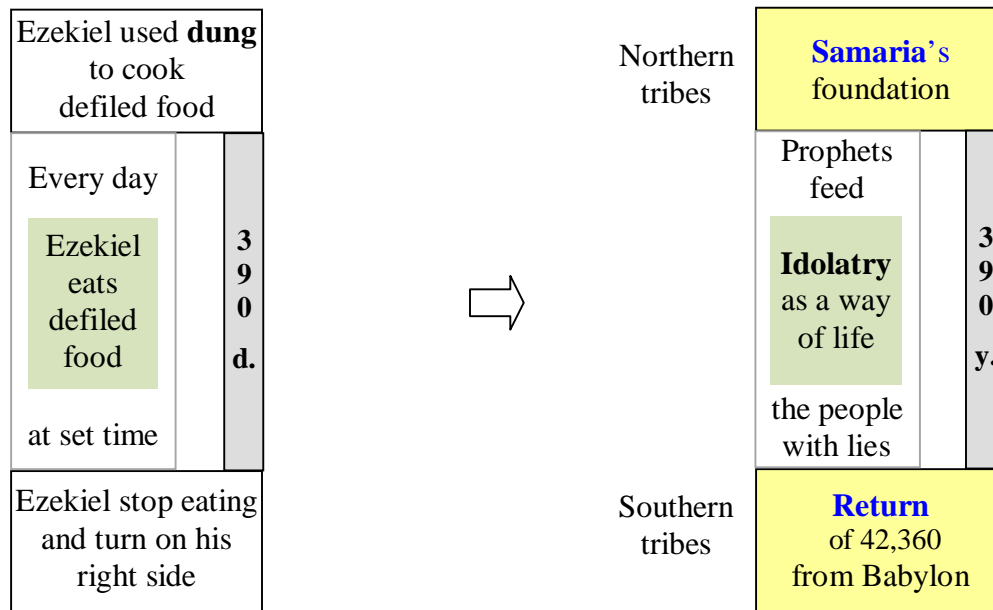 Ezekiel used dung
to cook
defiled food
Every day
Ezekiel
eats
defiled
food
at set time
3
9
0
d.
Ezekiel stop eating
and turn on his
right side
Northern
tribes
Samaria’s
foundation
Prophets
feed
Idolatry
as a way
of life
the people
with lies
3
9
0
y.
Southern
tribes
Return
of 42,360
from Babylon